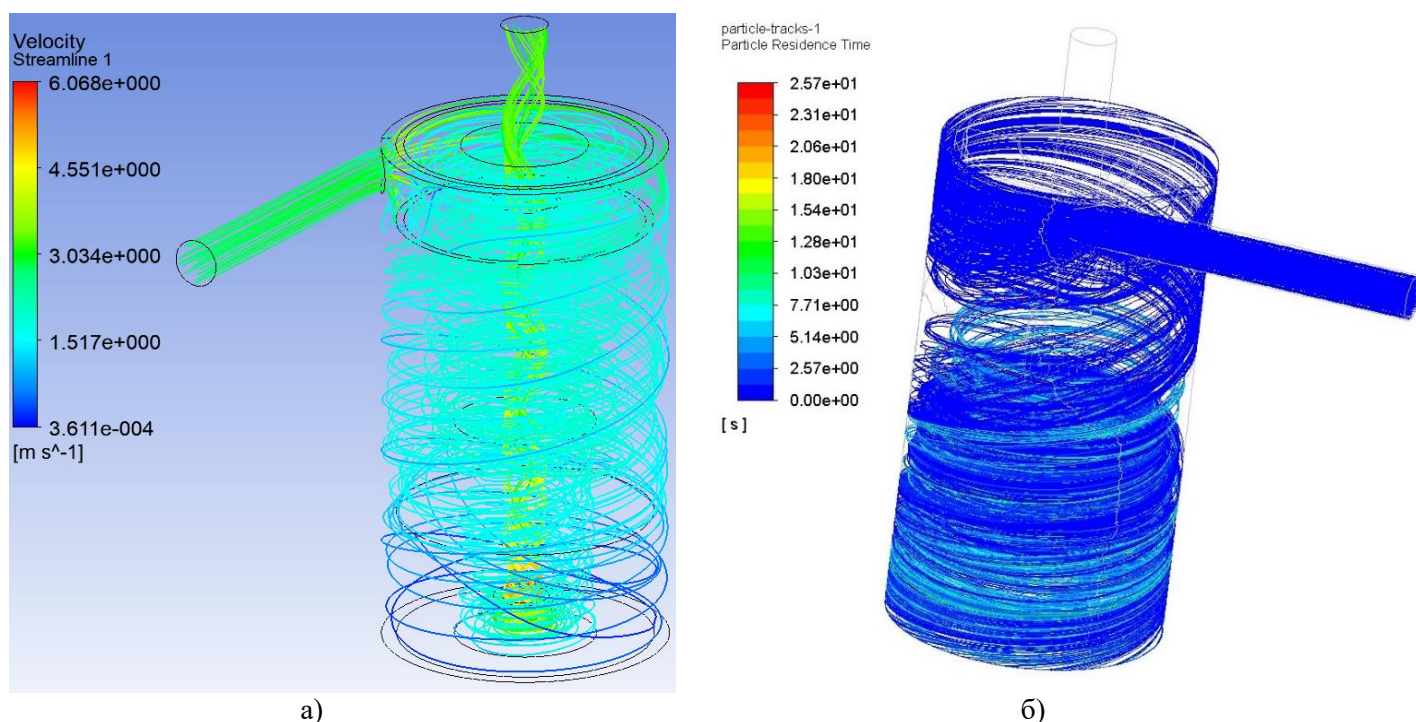 Velocity
Streamline 1
6.068e+000
4.551e+000
3.034e+000
1.517e+000
3.611e-004
[m s^-1]
particle-tracks-1
Particle Residence Time
2.57e+01
2.31e+01
2.06e+01
1.80e+01
1.54e+01
1.28e+01
1.03e+01
7.71e+00
5.14e+00
2.57e+00
0.00e+00
[ s ]
а)
б)